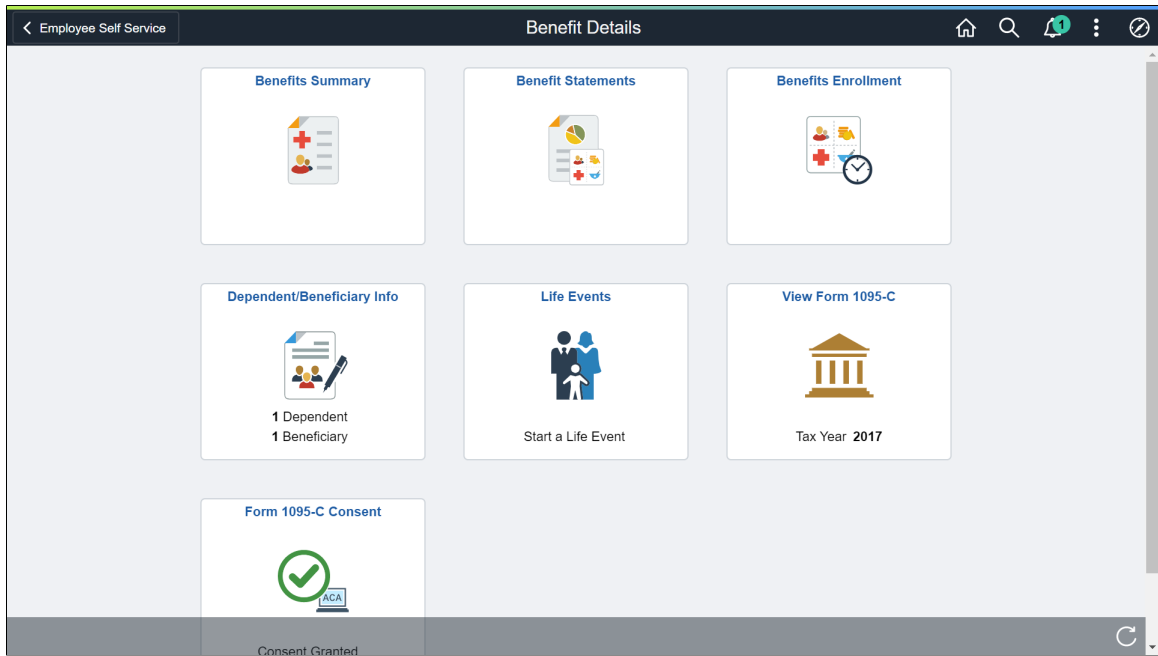 Employee Self Service
Benefit Details
1
Benefits Summary
Benefit Statements
Benefits Enrollment
Dependent/Beneficiary Info
Life Events
View Form 1095-C
1 Dependent
1 Beneficiary
Start a Life Event
Tax Year 2017
Form 1095-C Consent
ACA
Consent Granted